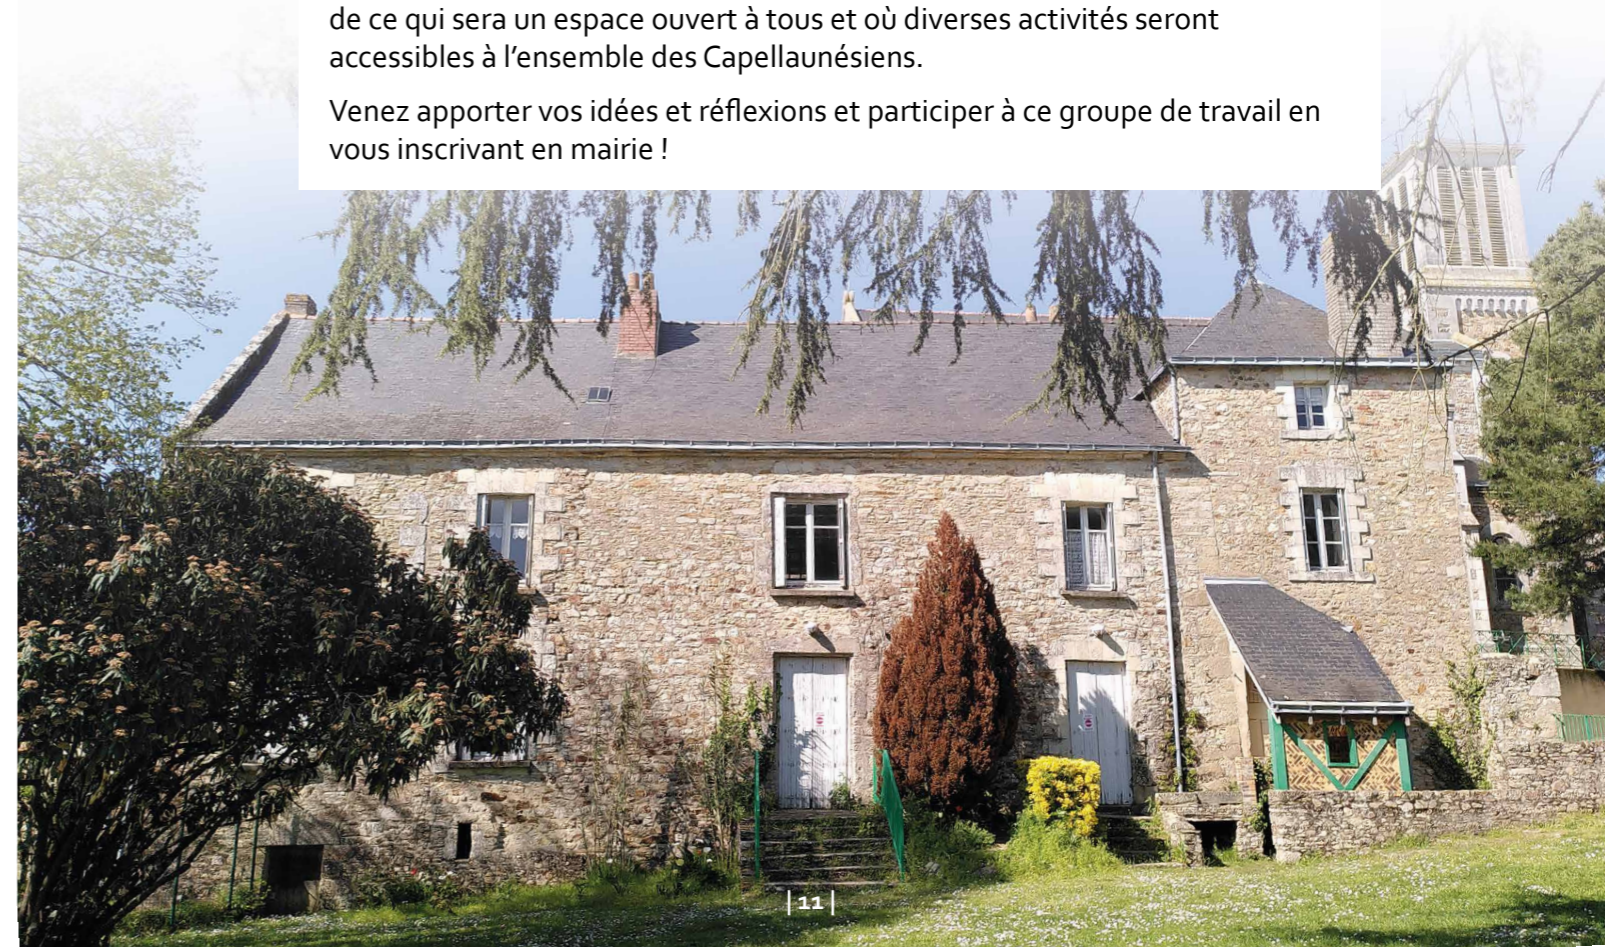 de ce qui sera un espace ouvert à tous et où diverses activités seront
accessibles à l’ensemble des Capellaunésiens.
Venez apporter vos idées et réflexions et participer à ce groupe de travail en
vous inscrivant en mairie !
| 11 |